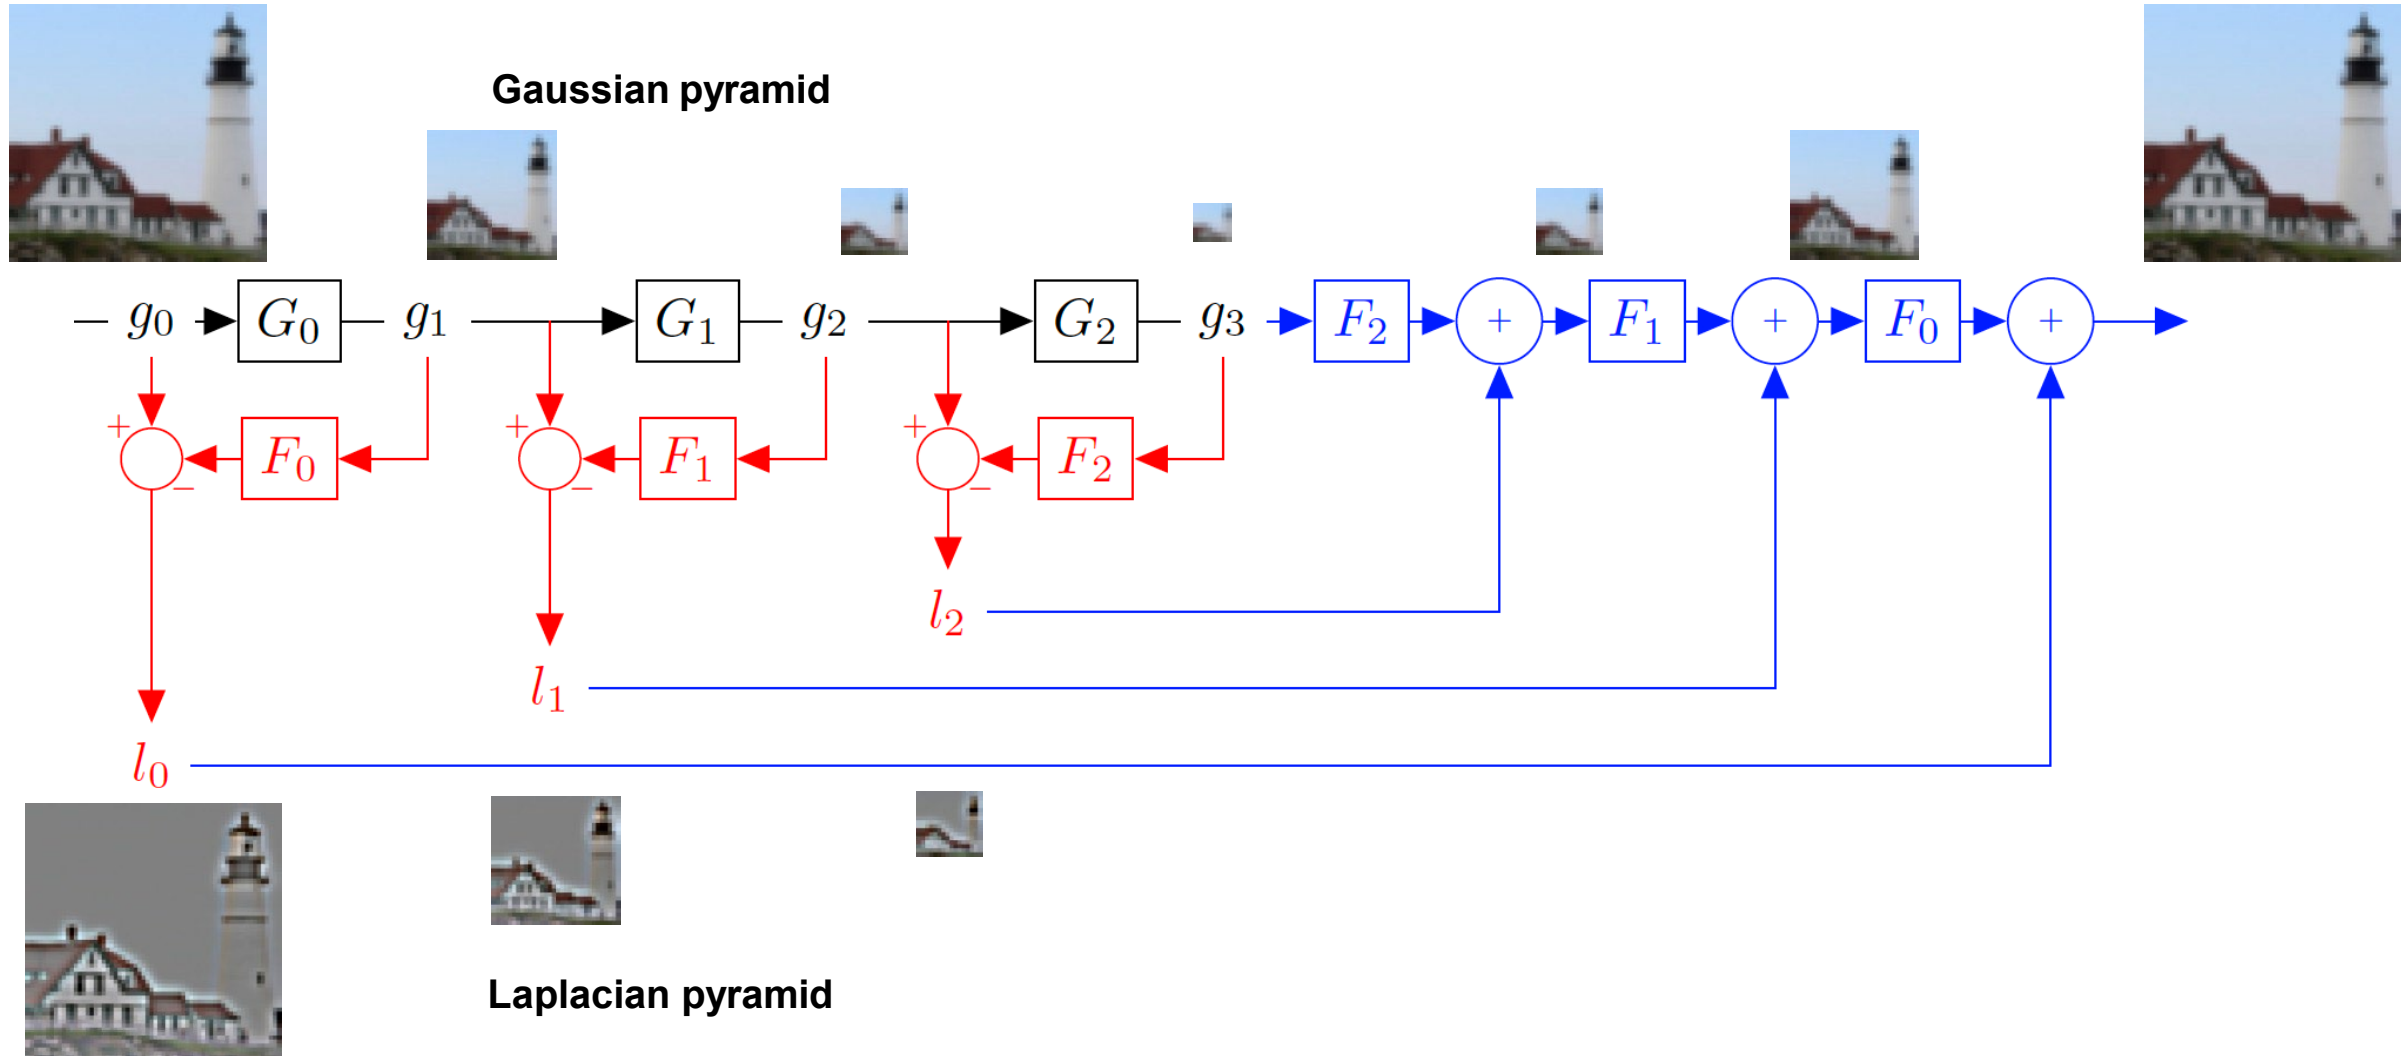 Gaussian pyramid
g₀ G₀ g₁ G₁ g₂ G₂ g₃ F₂ + F₁ + F₀ +
+ F₀ − + F₁ − + F₂ −
l₂
l₁
l₀
Laplacian pyramid